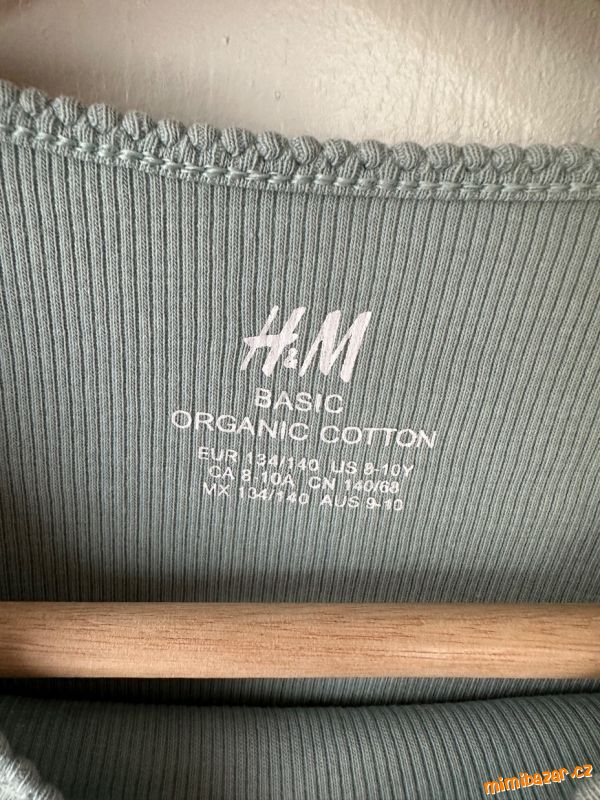 H&M
BASIC
ORGANIC COTTON
EUR 134/140 US 8-10Y
CA 8-10A CN 140/68
MX 134/140 AUS 9-10
mimibazar.cz